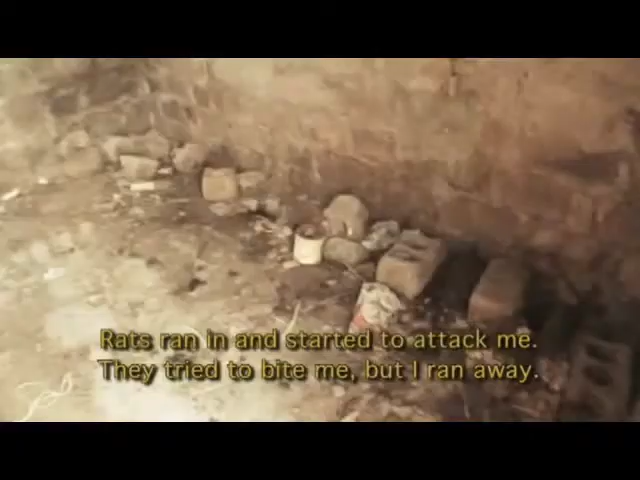 Rats ran in and started to attack me.
They tried to bite me, but I ran away.